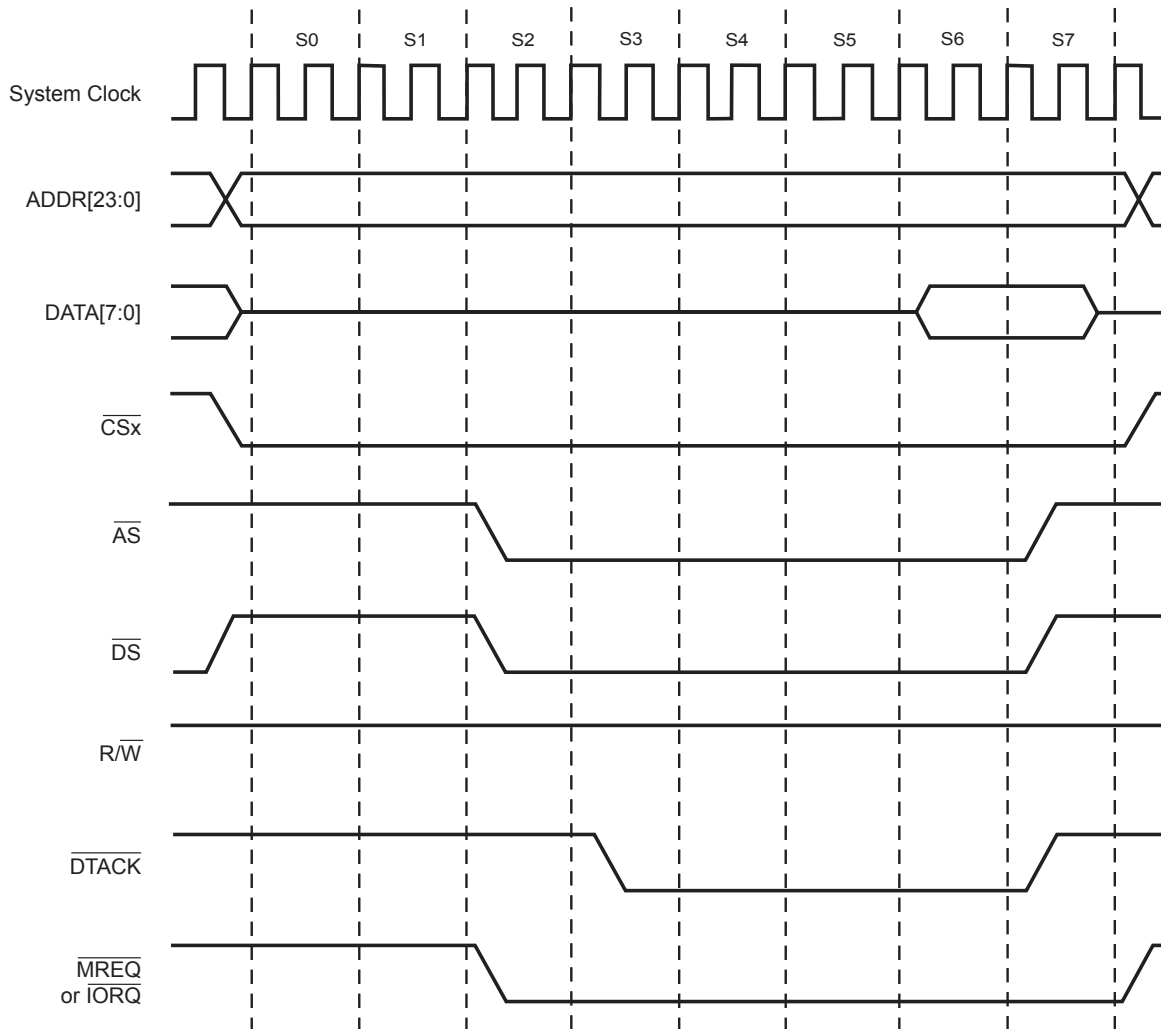 S0 S1 S2 S3 S4 S5 S6 S7
System Clock
ADDR[23:0]
DATA[7:0]
CSx
AS
DS
R/W
DTACK
MREQ
or IORQ